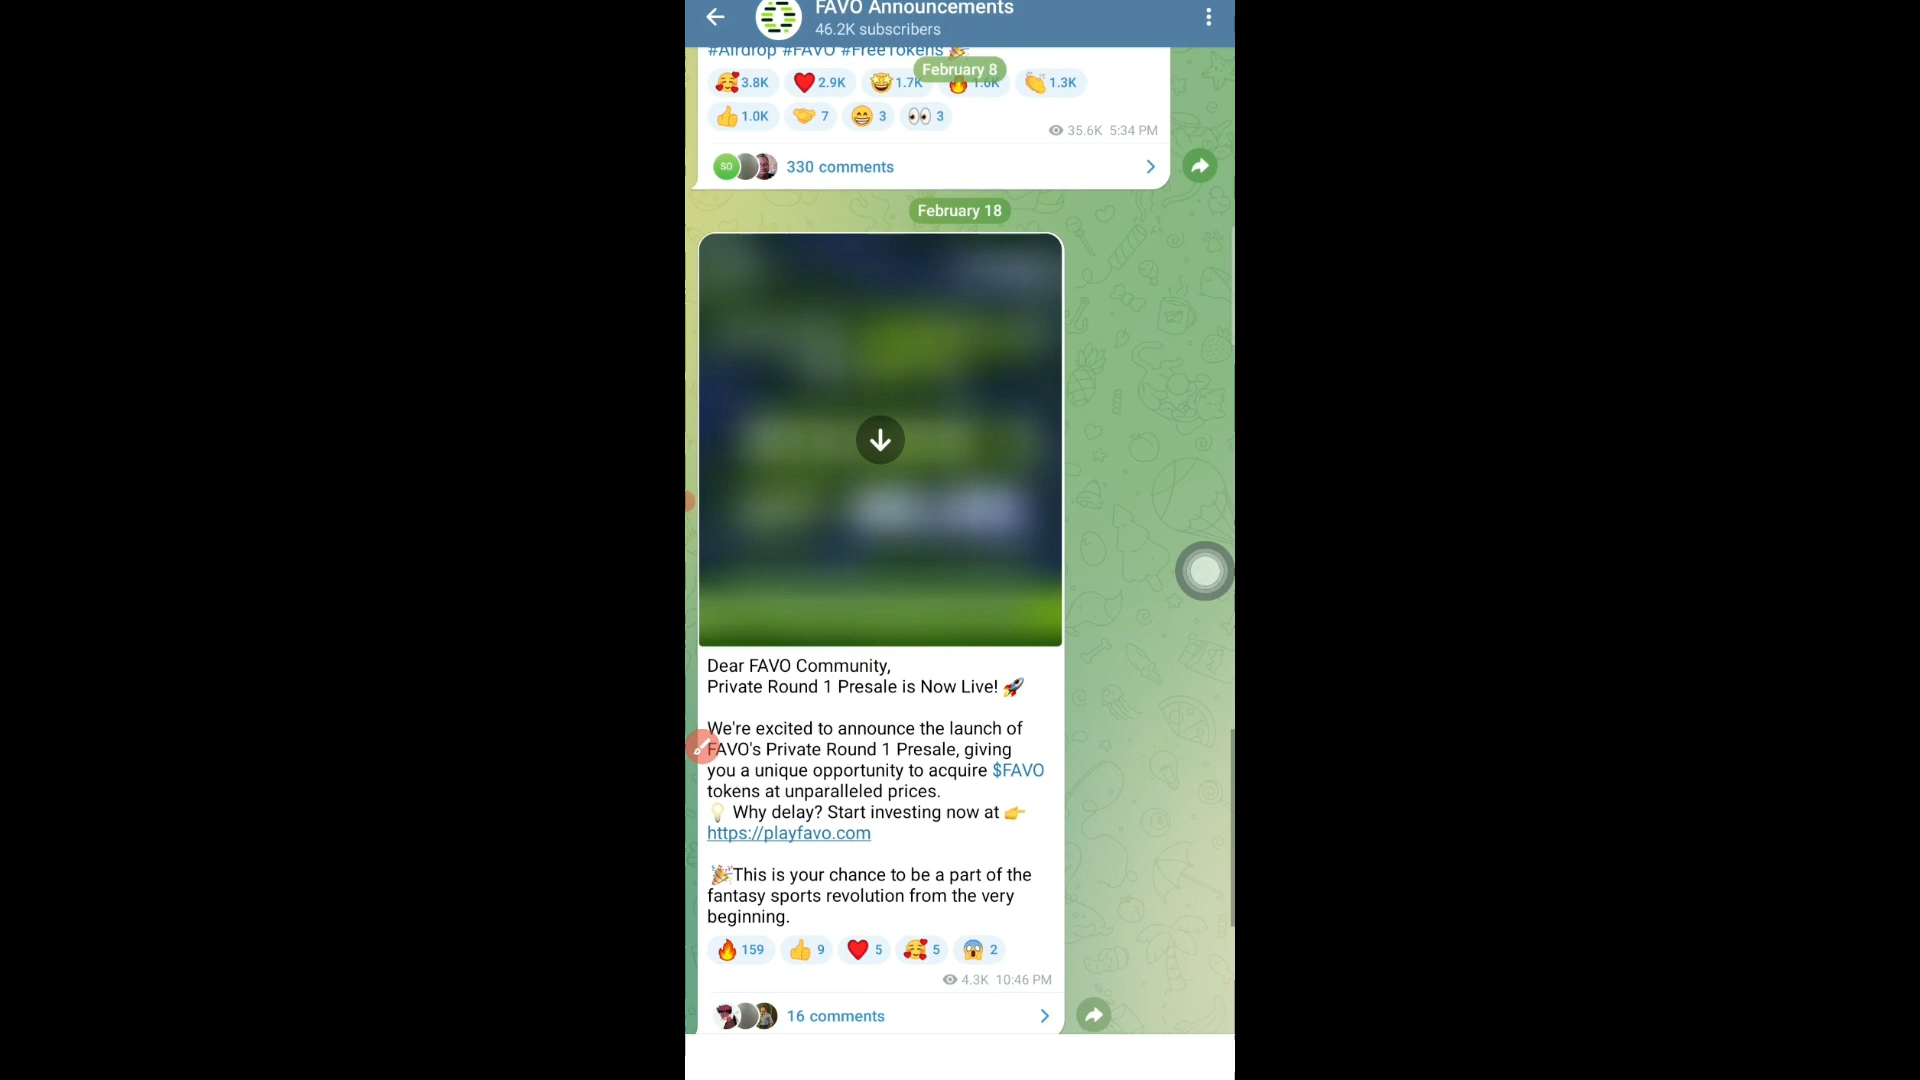 FAVO Announcements
46.2K subscribers
#Airdrop #FAVO #FreeTokens 🎉
February 8
🥰 3.8K ❤️ 2.9K 🤩 1.7K 🔥 1.6K 👏 1.3K
👍 1.0K 🤝 7 😁 3 👀 3
35.6K 5:34 PM
SO
330 comments
February 18
Dear FAVO Community,
Private Round 1 Presale is Now Live! 🚀
We're excited to announce the launch of
FAVO's Private Round 1 Presale, giving
you a unique opportunity to acquire $FAVO
tokens at unparalleled prices.
💡 Why delay? Start investing now at 👉
https://playfavo.com
🎉This is your chance to be a part of the
fantasy sports revolution from the very
beginning.
🔥 159 👍 9 ❤️ 5 🥰 5 😱 2
4.3K 10:46 PM
16 comments